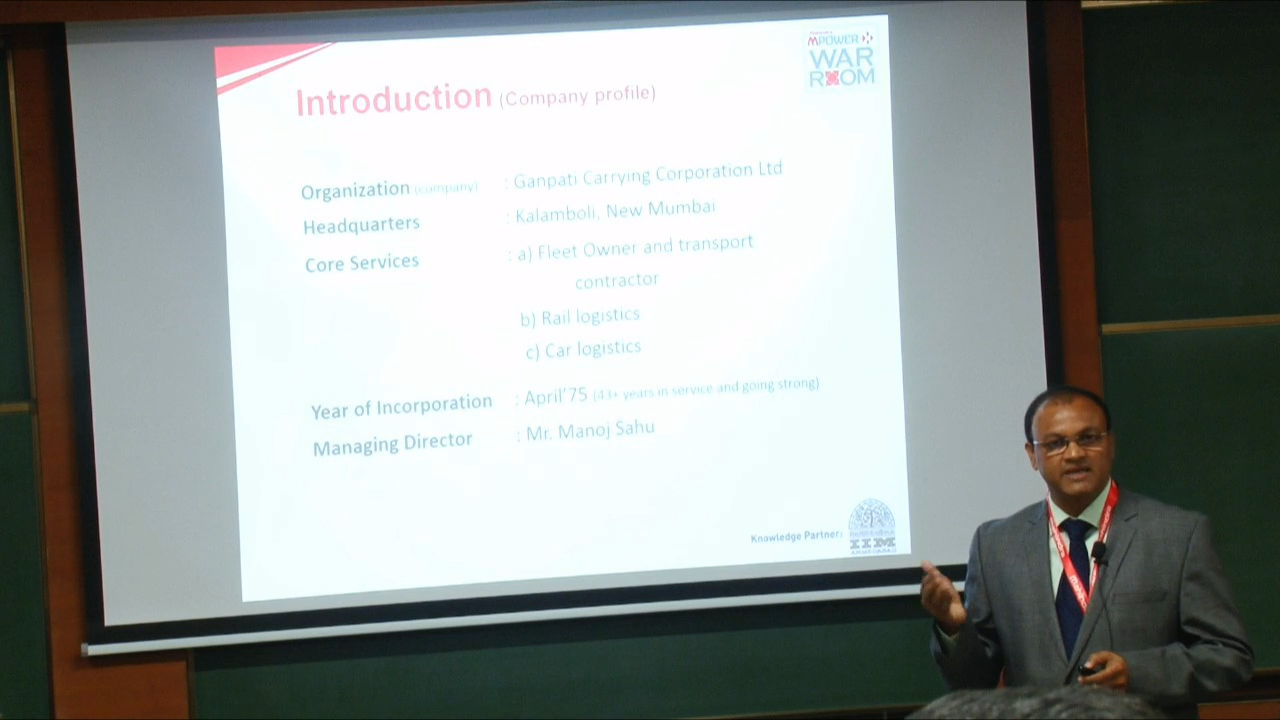 MPOWER
WAR
ROOM
Introduction (Company profile)
Organization (company) : Ganpati Carrying Corporation Ltd
Headquarters : Kalamboli, New Mumbai
Core Services : a) Fleet Owner and transport
contractor
b) Rail logistics
c) Car logistics
Year of Incorporation : April'75 (43+ years in service and going strong)
Managing Director : Mr. Manoj Sahu
Knowledge Partner:
IIM